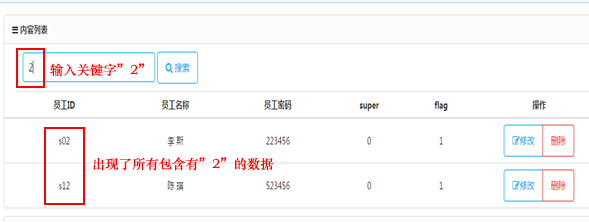 内容列表
2 输入关键字”2” 搜索
员工ID 员工名称 员工密码 super flag 操作
s02 李斯 223456 0 1 修改 删除
出现了所有包含有”2”的数据
s12 陈琪 523456 0 1 修改 删除